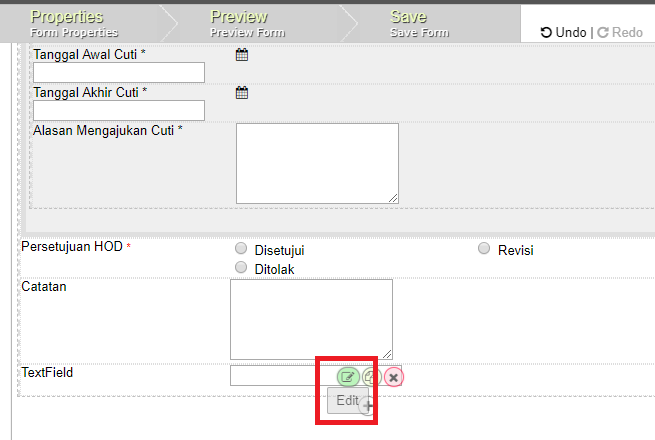 Properties Preview Save
Form Properties Preview Form Save Form
Undo | Redo
Tanggal Awal Cuti *
Tanggal Akhir Cuti *
Alasan Mengajukan Cuti *
Persetujuan HOD * Disetujui Revisi
Ditolak
Catatan
TextField
Edit